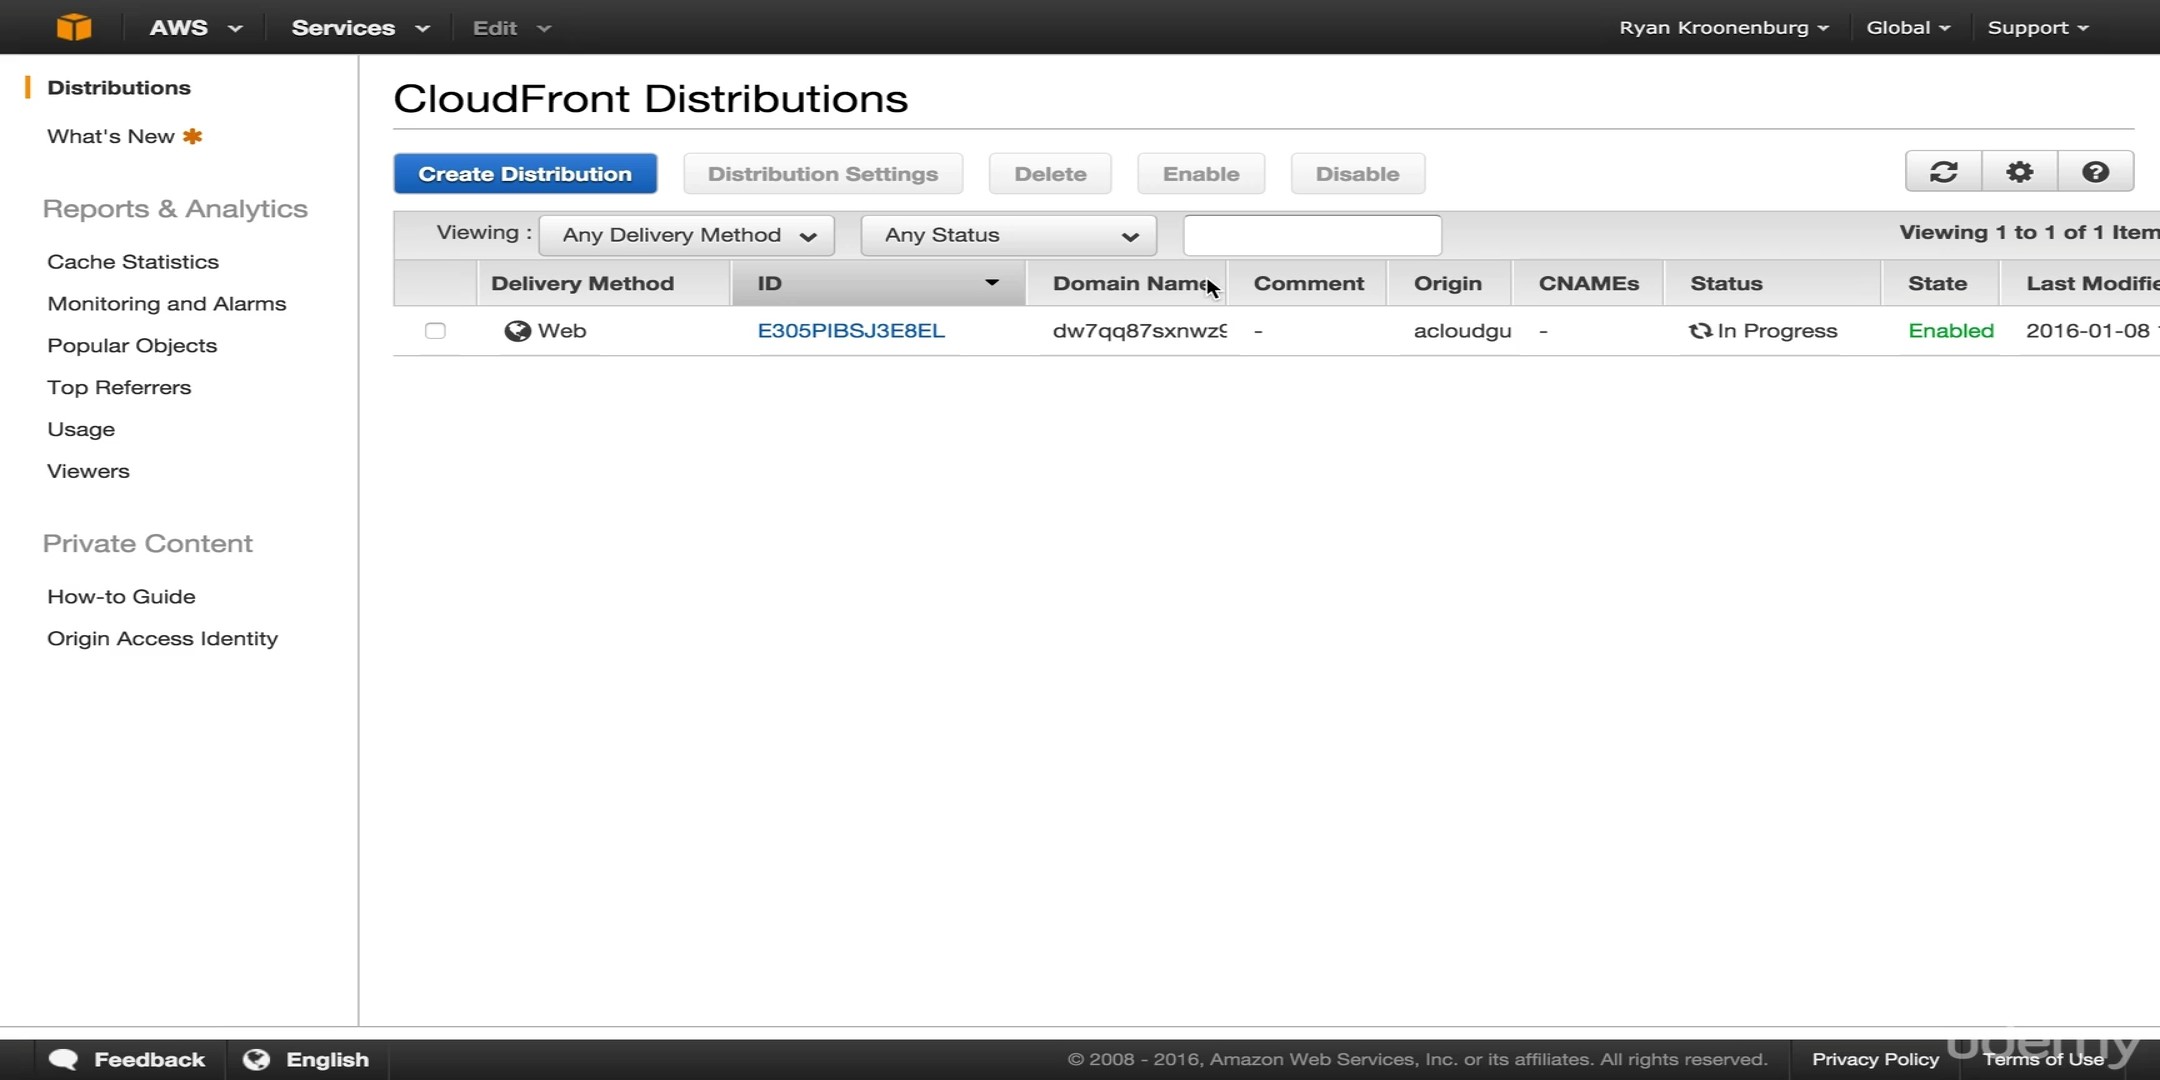 AWS Services Edit Ryan Kroonenburg Global Support
Distributions
What's New
Reports & Analytics
Cache Statistics
Monitoring and Alarms
Popular Objects
Top Referrers
Usage
Viewers
Private Content
How-to Guide
Origin Access Identity
CloudFront Distributions
Create Distribution Distribution Settings Delete Enable Disable
Viewing : Any Delivery Method Any Status Viewing 1 to 1 of 1 Item
Delivery Method ID Domain Name Comment Origin CNAMEs Status State Last Modifie
Web E305PIBSJ3E8EL dw7qq87sxnwz9 - acloudgu - In Progress Enabled 2016-01-08
Feedback English © 2008 - 2016, Amazon Web Services, Inc. or its affiliates. All rights reserved. Privacy Policy Terms of Use
udemy